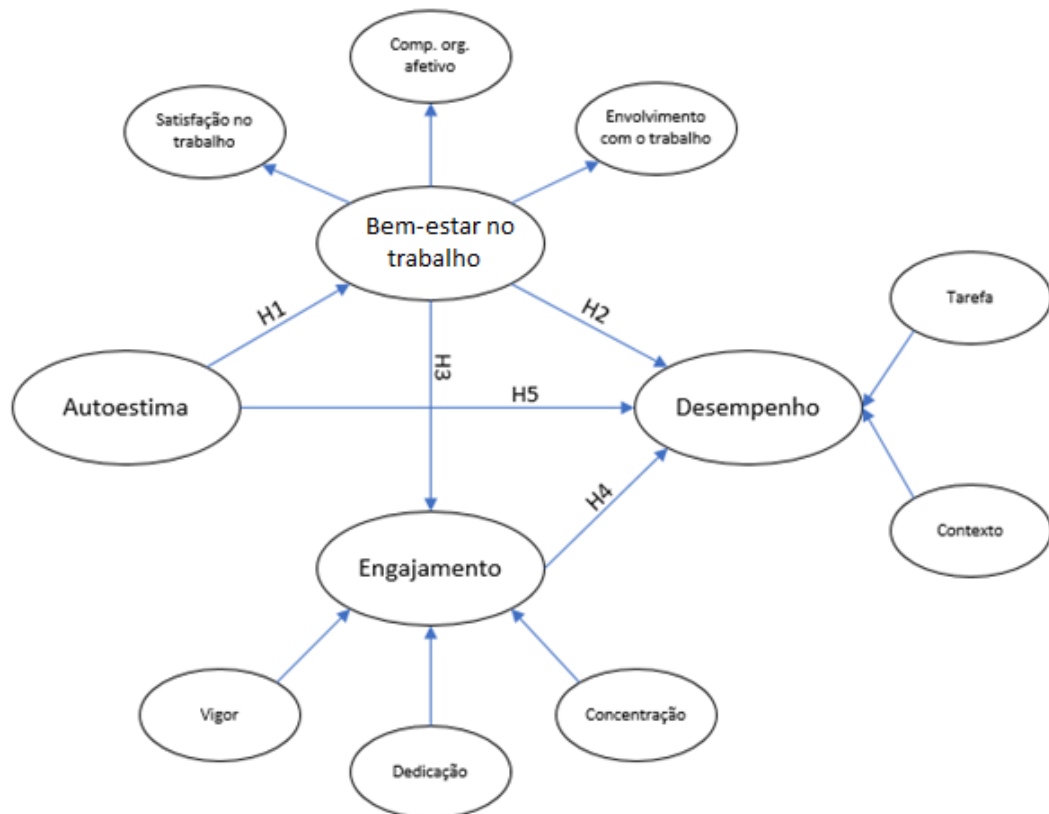 Comp. org.
afetivo
Satisfação no
trabalho
Envolvimento
com o trabalho
Bem-estar no
trabalho
H1
H2
H3
Tarefa
Autoestima
H5
Desempenho
H4
Contexto
Engajamento
Vigor
Concentração
Dedicação